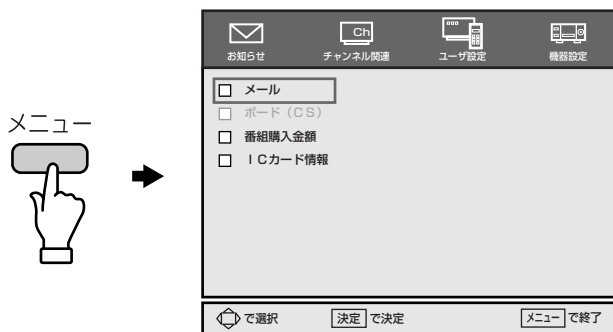 メニュー
Ch
お知らせ チャンネル関連 ユーザ設定 機器設定
メール
ボード（CS）
番組購入金額
ＩCカード情報
で選択 決定 で決定 メニュー で終了